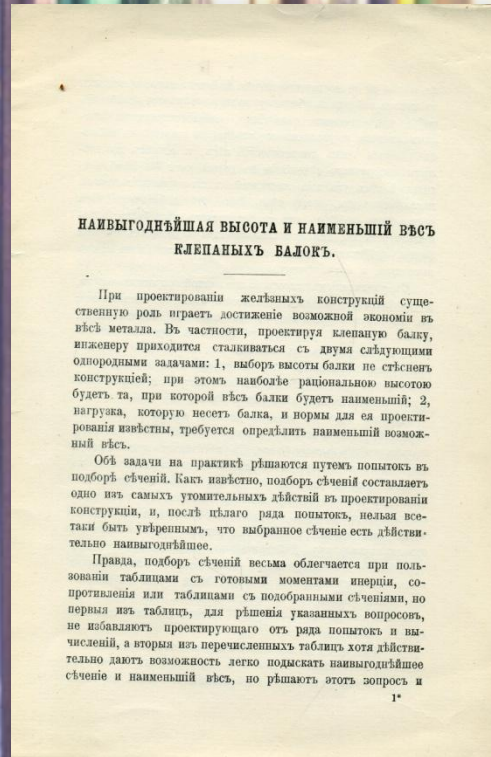 НАИВЫГОДНѢЙШАЯ ВЫСОТА И НАИМЕНЬШІЙ ВѢСЪ
КЛЕПАНЫХЪ БАЛОКЪ.
При проектированіи желѣзныхъ конструкцій суще-
ственную роль играетъ достиженіе возможной экономіи въ
вѣсѣ металла. Въ частности, проектируя клепаную балку,
инженеру приходится сталкиваться съ двумя слѣдующими
однородными задачами: 1, выборъ высоты балки не стѣсненъ
конструкціей; при этомъ наиболѣе раціональною высотою
будетъ та, при которой вѣсъ балки будетъ наименьшій; 2,
нагрузка, которую несетъ балка, и нормы для ея проекти-
рованія извѣстны, требуется опредѣлить наименьшій возмож-
ный вѣсъ.
Обѣ задачи на практикѣ рѣшаются путемъ попытокъ въ
подборѣ сѣченій. Какъ извѣстно, подборъ сѣченій составляетъ
одно изъ самыхъ утомительныхъ дѣйствій въ проектированіи
конструкціи, и, послѣ цѣлаго ряда попытокъ, нельзя все-
таки быть увѣреннымъ, что выбранное сѣченіе есть дѣйстви-
тельно наивыгоднѣйшее.
Правда, подборъ сѣченій весьма облегчается при поль-
зованіи таблицами съ готовыми моментами инерціи, со-
противленія или таблицами съ подобранными сѣченіями, но
первыя изъ таблицъ, для рѣшенія указанныхъ вопросовъ,
не избавляютъ проектирующаго отъ ряда попытокъ и вы-
численій, а вторыя изъ перечисленныхъ таблицъ хотя дѣйстви-
тельно даютъ возможность легко подыскать наивыгоднѣйшее
сѣченіе и наименьшій вѣсъ, но рѣшаютъ этотъ вопросъ и
1*